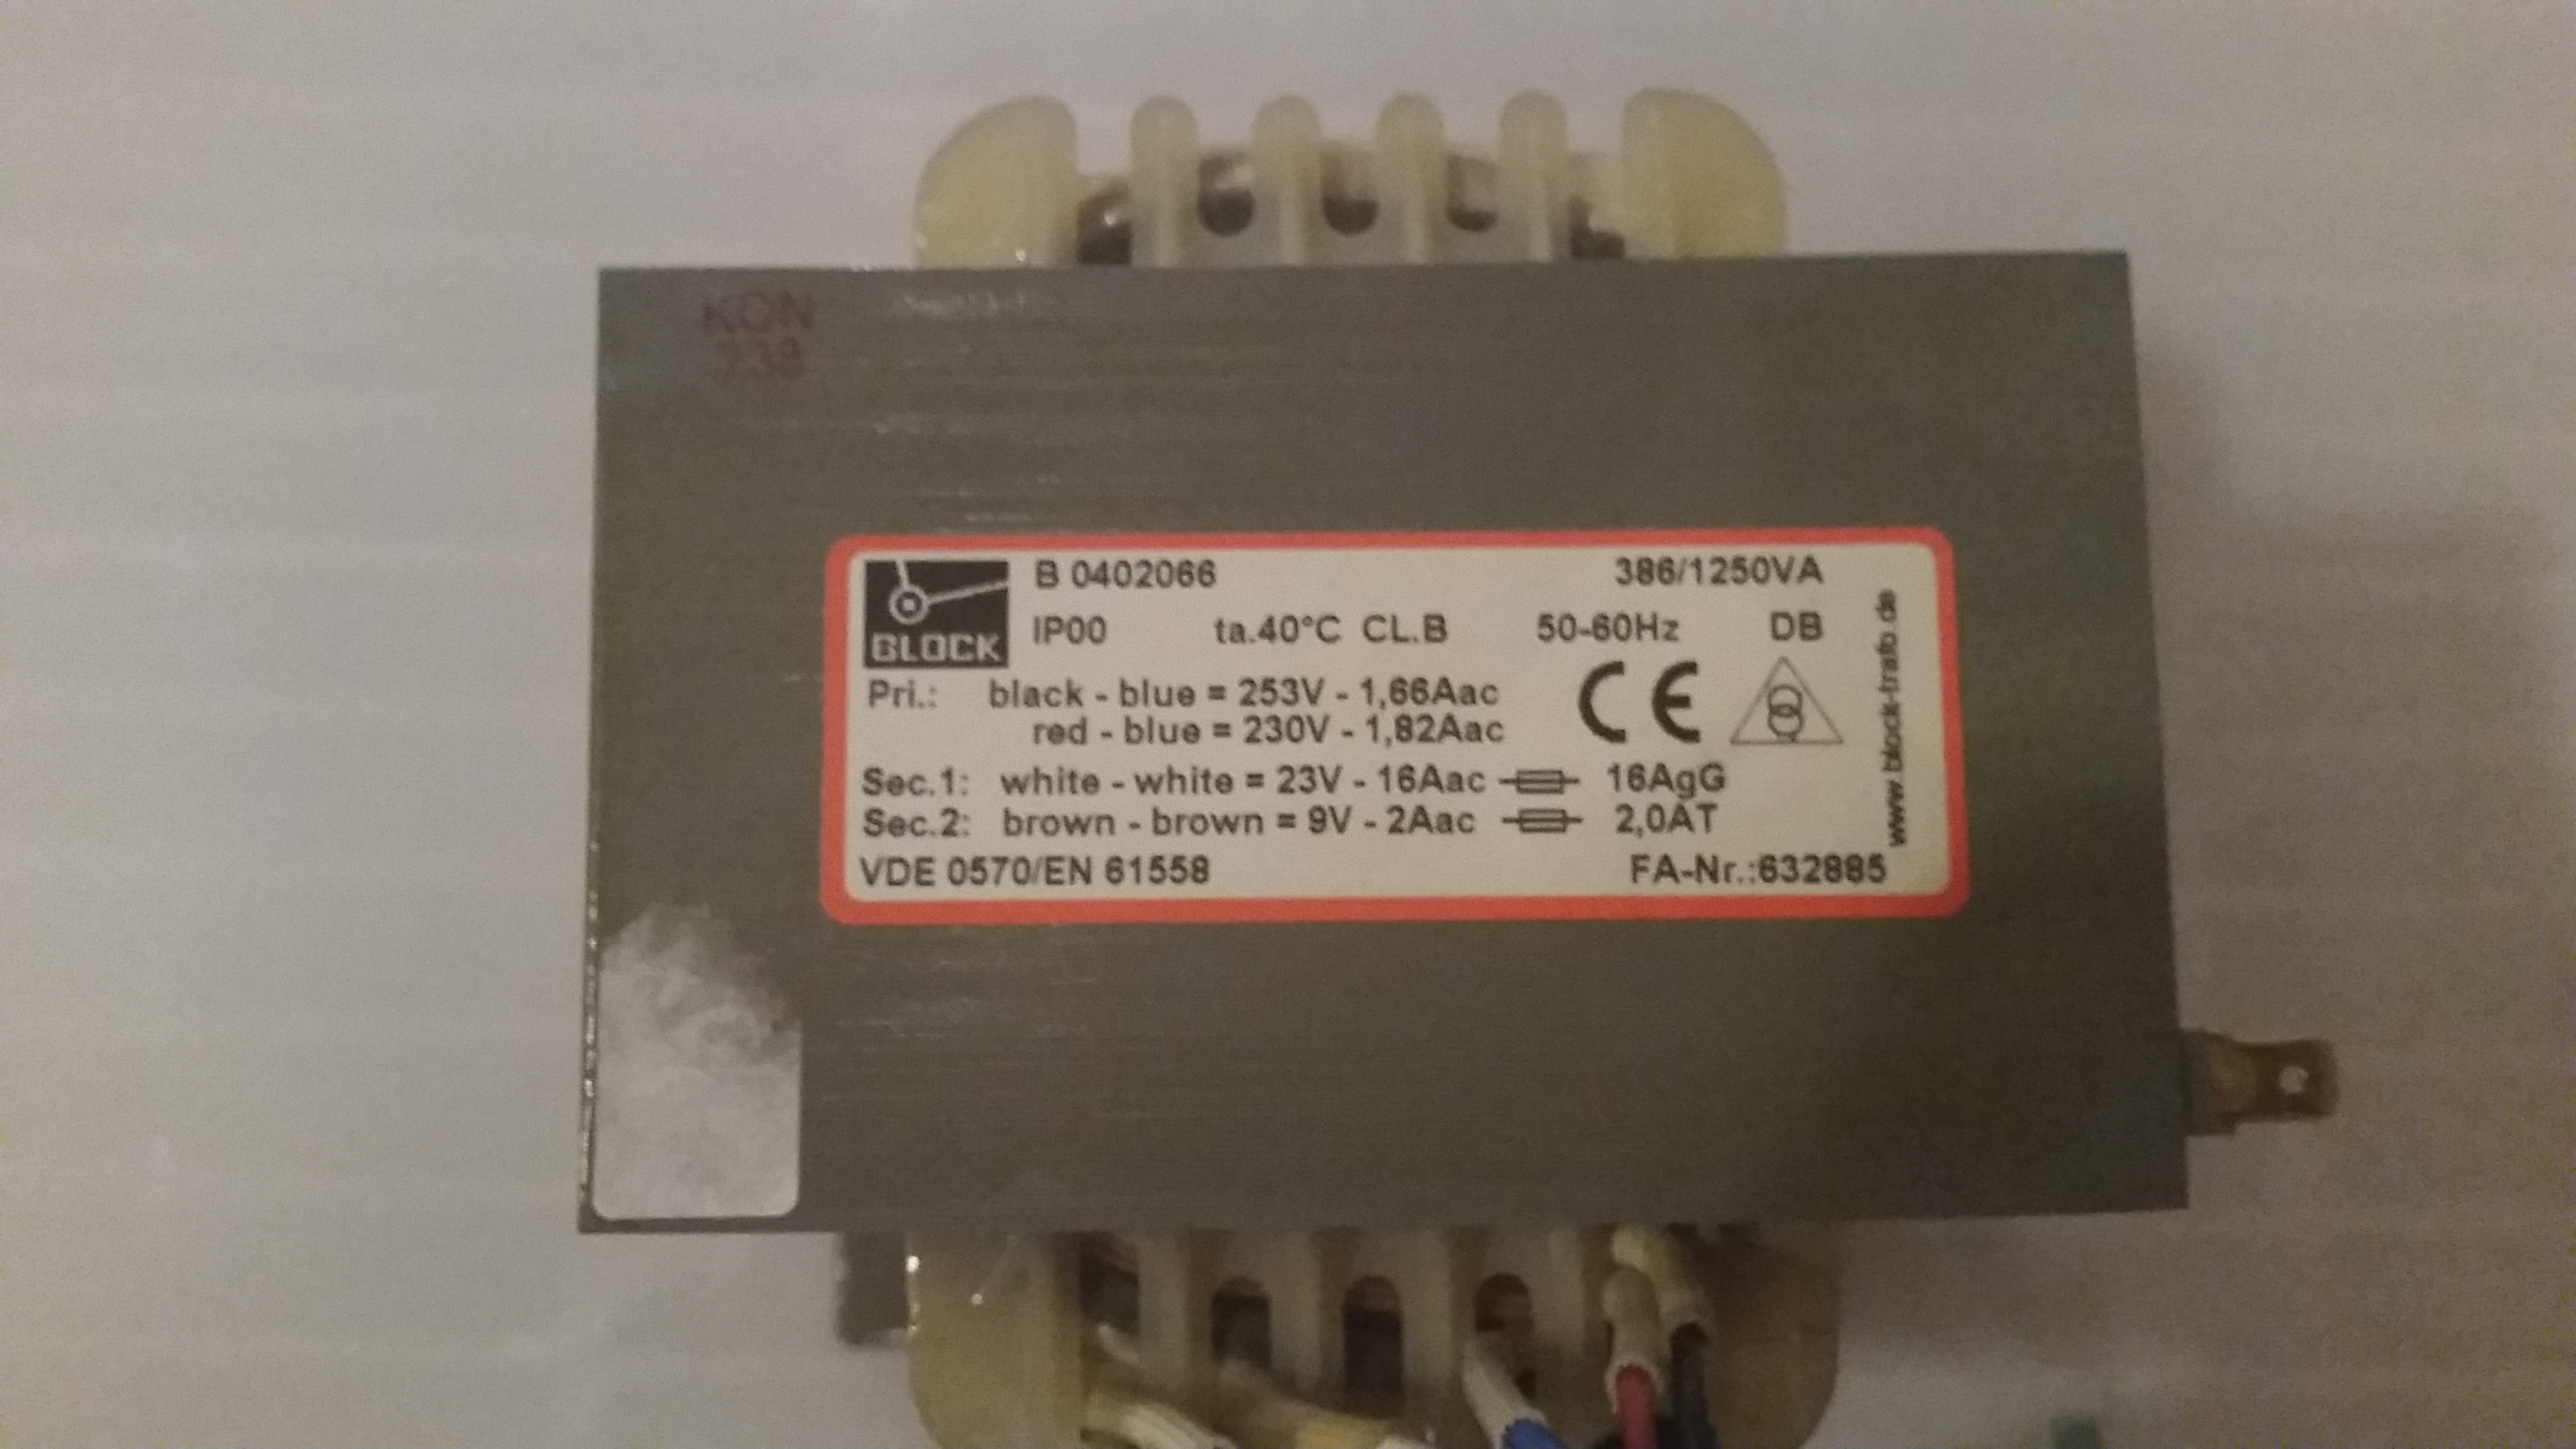 KON
738
BLOCK
B 0402066 386/1250VA
IP00 ta.40°C CL.B 50-60Hz DB
Pri.: black - blue = 253V - 1,66Aac
red - blue = 230V - 1,82Aac
CE
Sec.1: white - white = 23V - 16Aac 16AgG
Sec.2: brown - brown = 9V - 2Aac 2,0AT
VDE 0570/EN 61558 FA-Nr.:632885
www.block-trafo.de